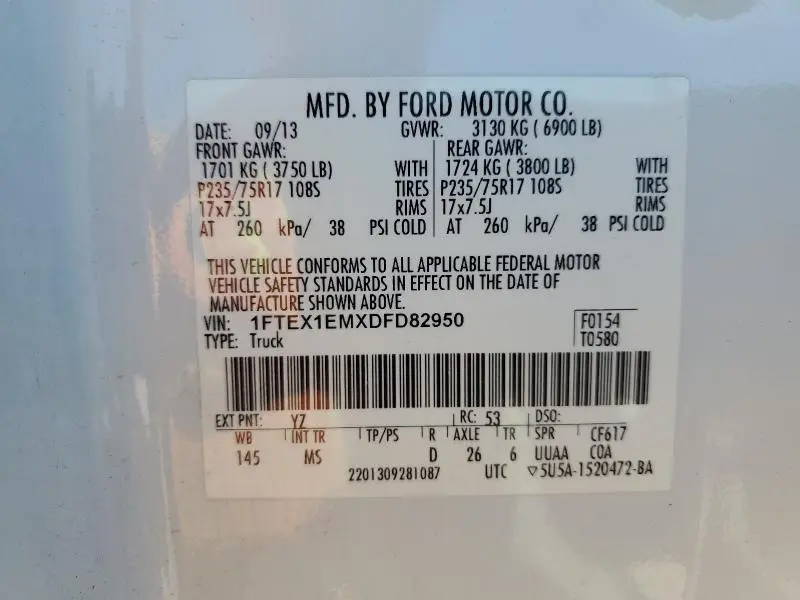 MFD. BY FORD MOTOR CO.
DATE: 09/13 GVWR: 3130 KG ( 6900 LB)
FRONT GAWR: REAR GAWR:
1701 KG ( 3750 LB) WITH 1724 KG ( 3800 LB) WITH
P235/75R17 108S TIRES P235/75R17 108S TIRES
17x7.5J RIMS 17x7.5J RIMS
AT 260 kPa/ 38 PSI COLD AT 260 kPa/ 38 PSI COLD
THIS VEHICLE CONFORMS TO ALL APPLICABLE FEDERAL MOTOR
VEHICLE SAFETY STANDARDS IN EFFECT ON THE DATE OF
MANUFACTURE SHOWN ABOVE.
VIN: 1FTEX1EMXDFD82950 F0154
TYPE: Truck T0580
EXT PNT: YZ RC: 53 DSO:
WB INT TR TP/PS R AXLE TR SPR CF617
145 MS D 26 6 UUAA COA
2201309281087 UTC ▽5U5A-1520472-BA